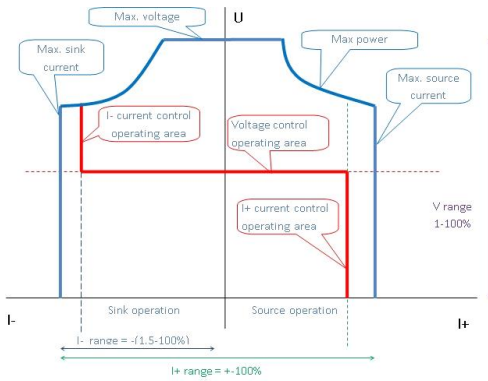 Max. voltage
U
Max. sink
current
Max power
Max. source
current
I- current control
operating area
Voltage control
operating area
I+ current control
operating area
V range
1-100%
Sink operation
Source operation
I-
I+
I- range = -(1.5-100%)
I+ range = +-100%